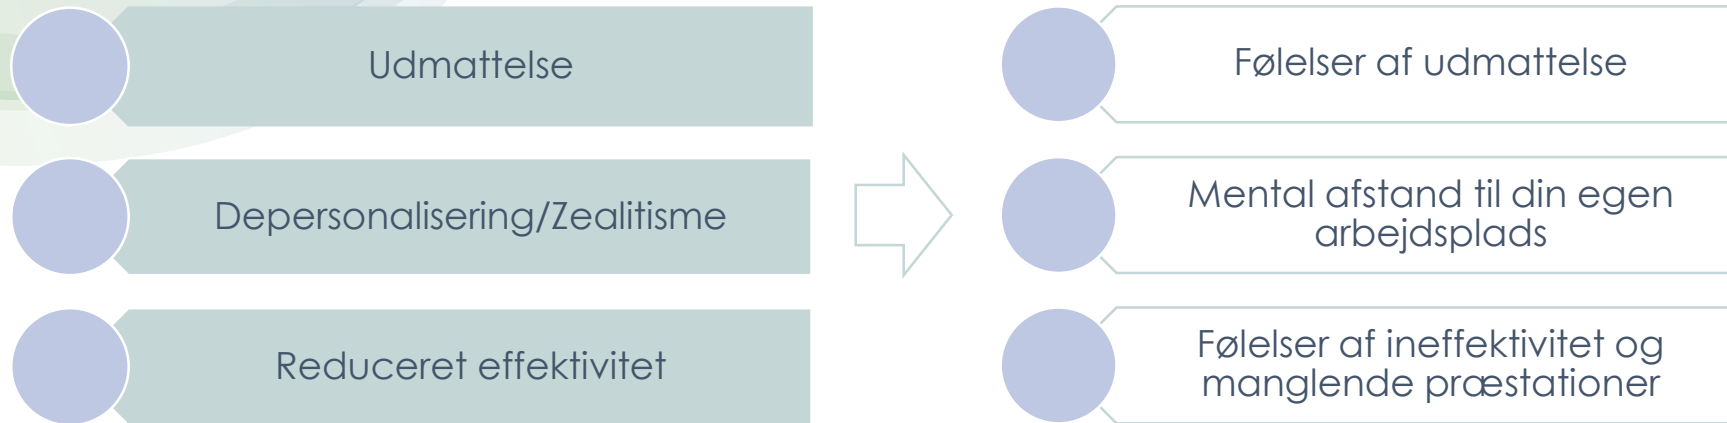 Udmattelse
Depersonalisering/Zealitisme
Reduceret effektivitet
Følelser af udmattelse
Mental afstand til din egen
arbejdsplads
Følelser af ineffektivitet og
manglende præstationer